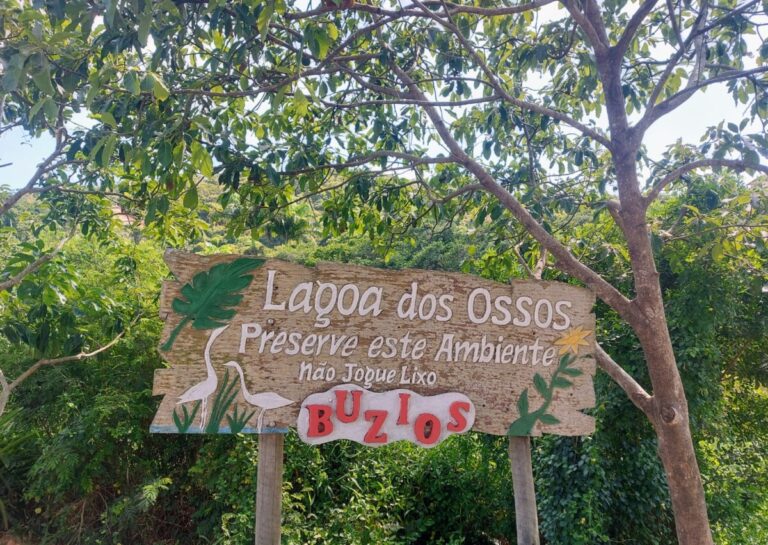 Lagoa dos Ossos
Preserve este Ambiente
Não Jogue Lixo
BUZIOS